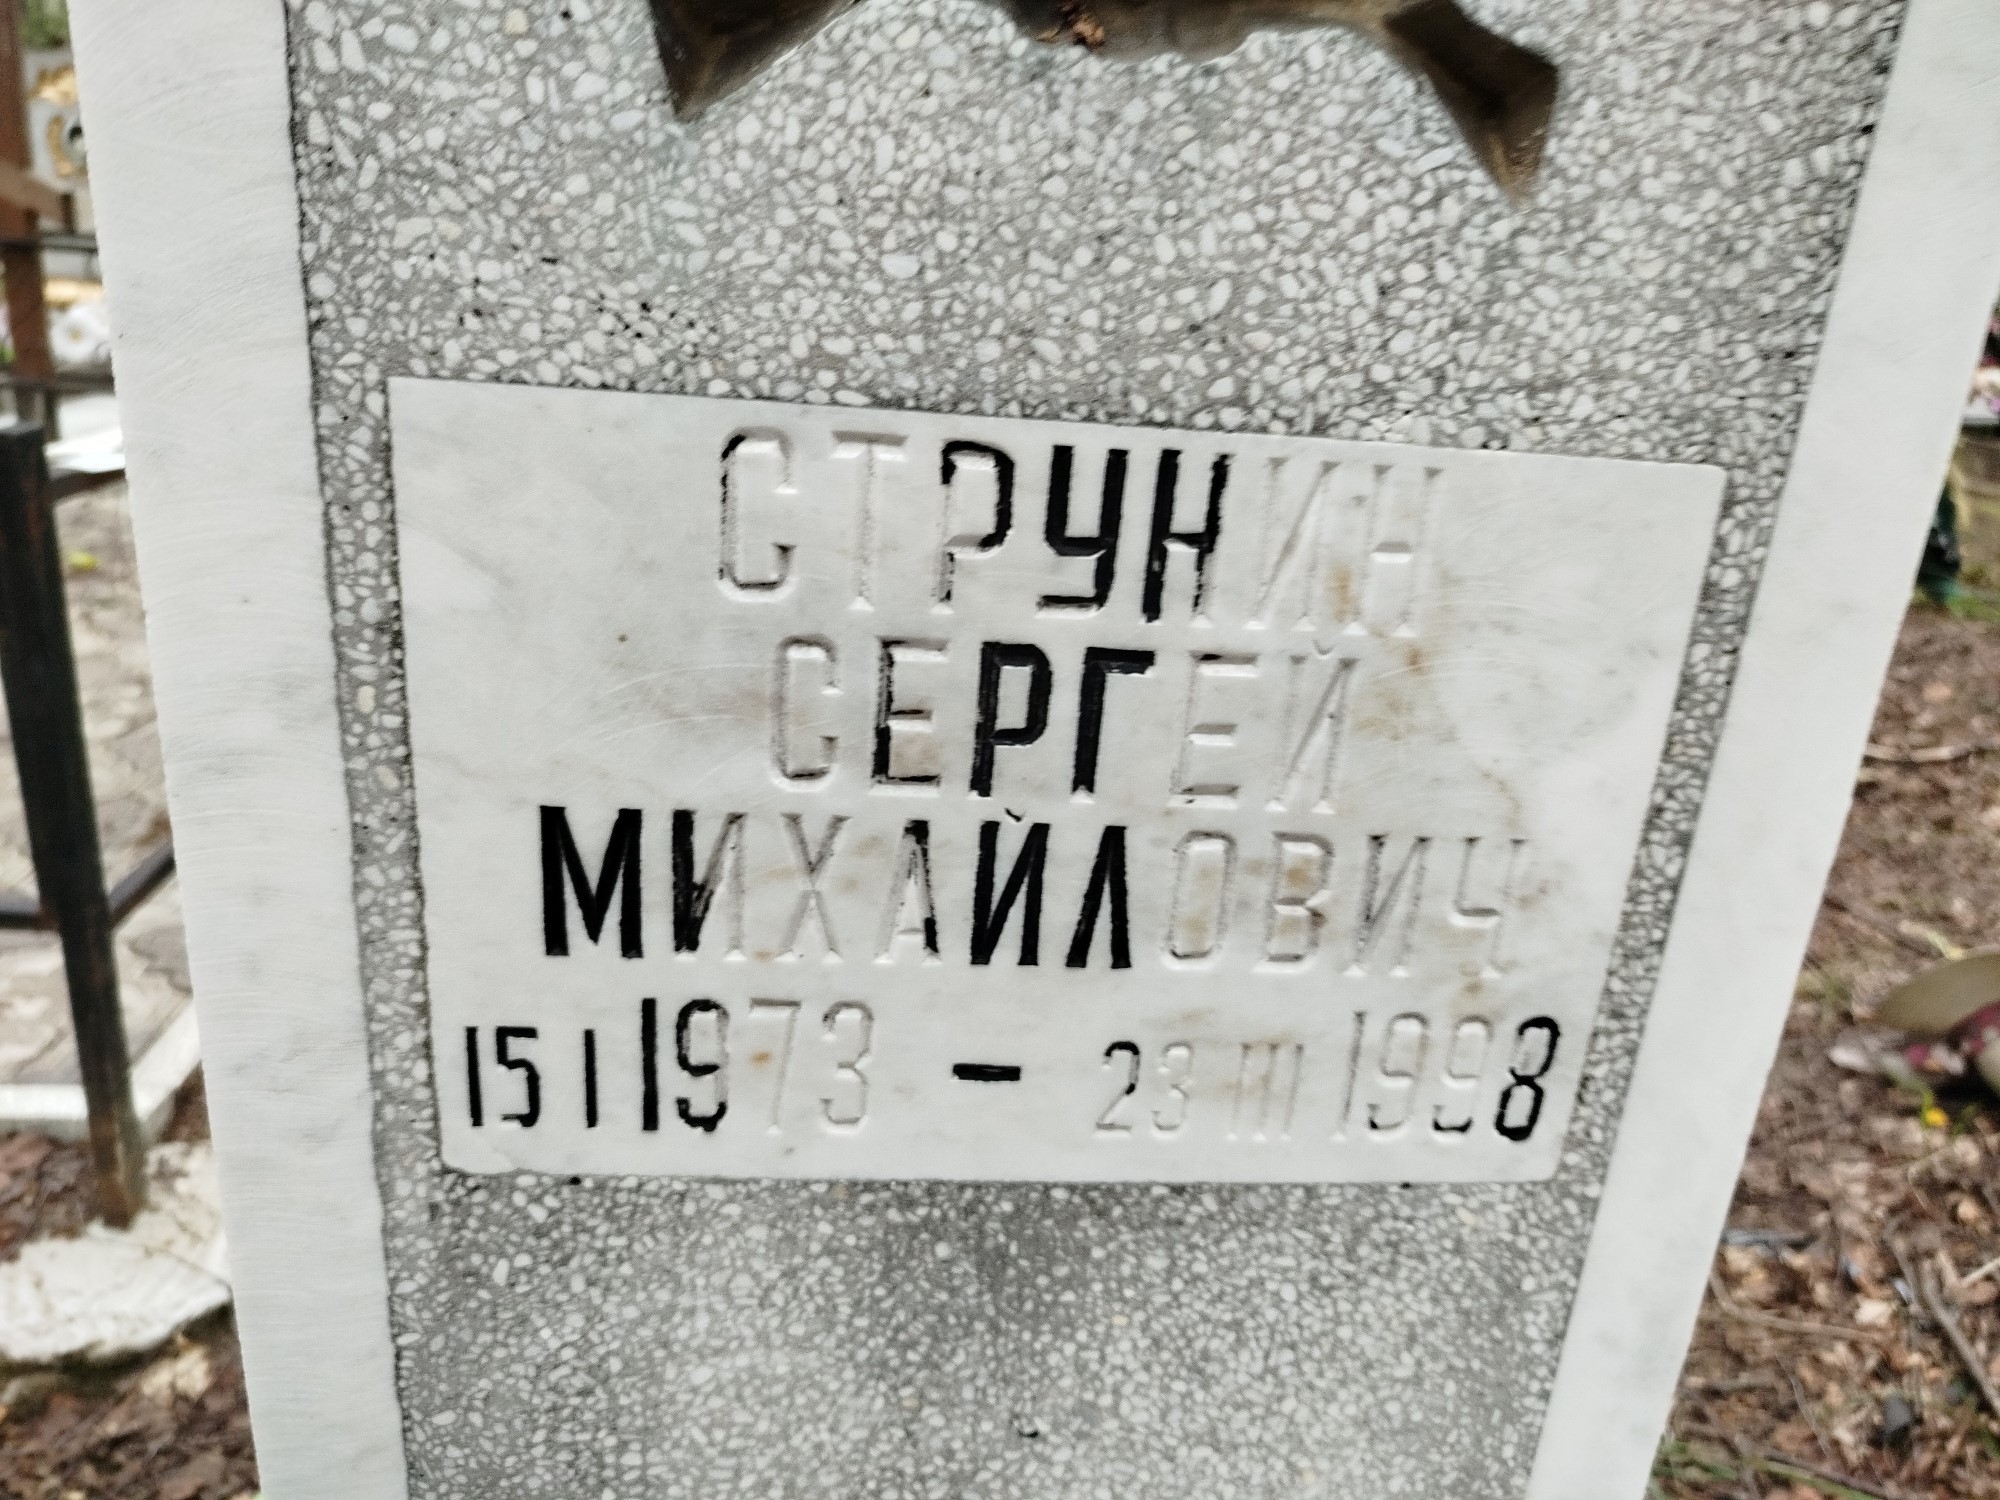 СТРУНИН
СЕРГЕЙ
МИХАЙЛОВИЧ
15 I 1973 - 23 III 1998